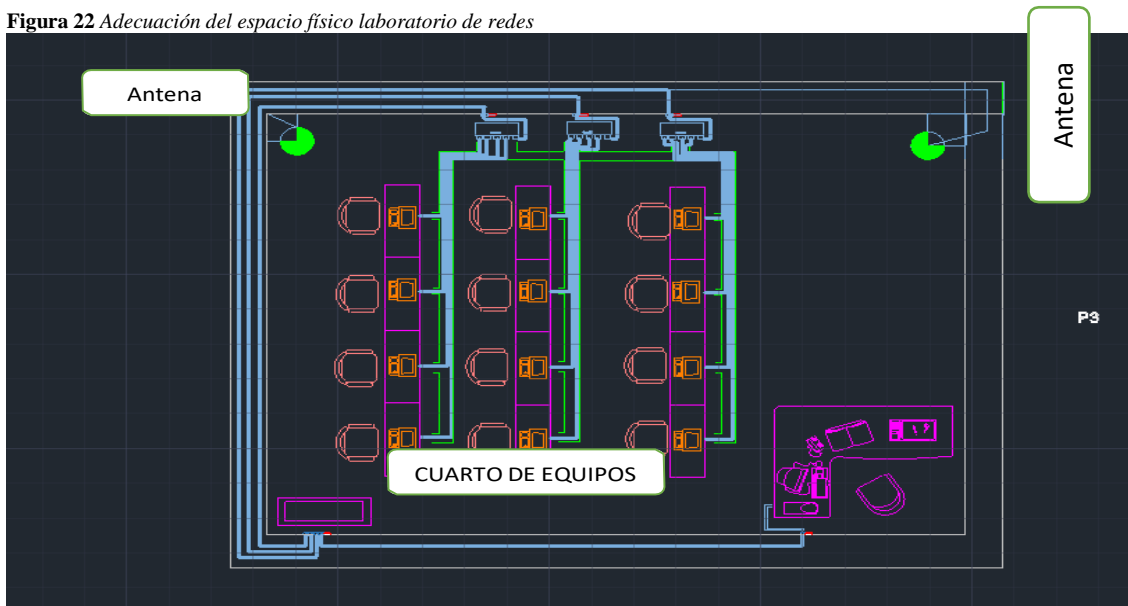 Figura 22 Adecuación del espacio físico laboratorio de redes
Antena
Antena
P3
CUARTO DE EQUIPOS